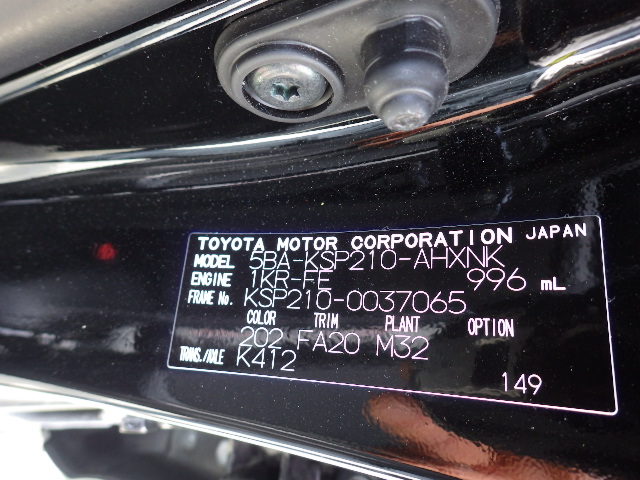 TOYOTA MOTOR CORPORATION JAPAN
MODEL 5BA-KSP210-AHXNK
ENGINE 1KR-FE 996 mL
FRAME No. KSP210-0037065
COLOR TRIM PLANT OPTION
202 FA20 M32
TRANS./AXLE K412
149